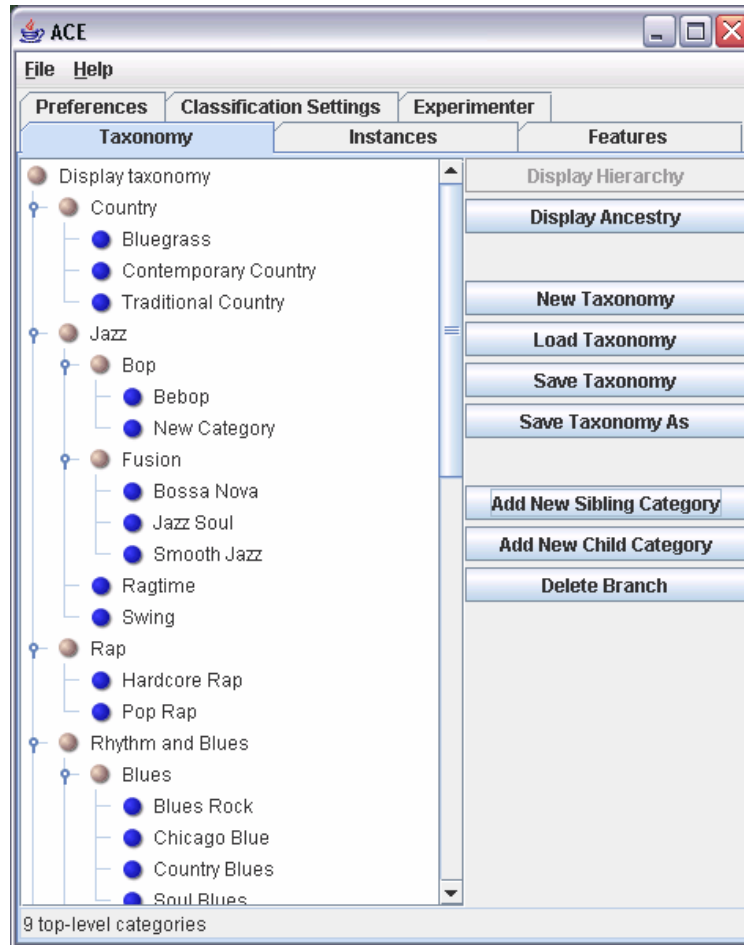 ACE
File Help
Preferences Classification Settings Experimenter
Taxonomy Instances Features
Display taxonomy
Country
Bluegrass
Contemporary Country
Traditional Country
Jazz
Bop
Bebop
New Category
Fusion
Bossa Nova
Jazz Soul
Smooth Jazz
Ragtime
Swing
Rap
Hardcore Rap
Pop Rap
Rhythm and Blues
Blues
Blues Rock
Chicago Blue
Country Blues
Soul Blues
Display Hierarchy
Display Ancestry
New Taxonomy
Load Taxonomy
Save Taxonomy
Save Taxonomy As
Add New Sibling Category
Add New Child Category
Delete Branch
9 top-level categories